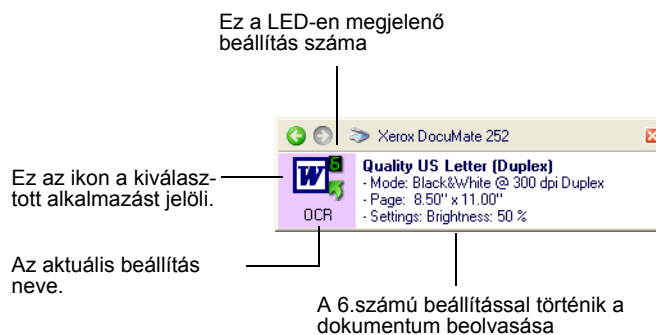 Ez a LED-en megjelenő
beállítás száma
Xerox DocuMate 252
Ez az ikon a kiválasz-
tott alkalmazást jelöli.
W
6
OCR
Quality US Letter (Duplex)
- Mode: Black&White @ 300 dpi Duplex
- Page: 8.50" x 11.00"
- Settings: Brightness: 50 %
Az aktuális beállítás
neve.
A 6.számú beállítással történik a
dokumentum beolvasása